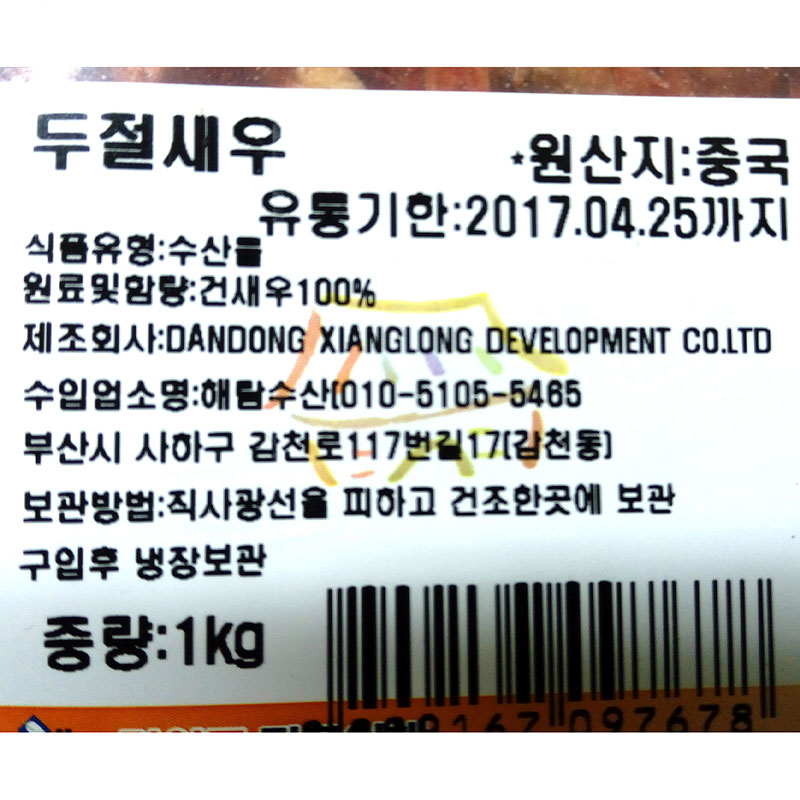 두절새우
*원산지:중국
유통기한:2017.04.25까지
식품유형:수산물
원료및함량:건새우100%
제조회사:DANDONG XIANGLONG DEVELOPMENT CO.LTD
수입업소명:해탐수산(010-5105-5465
부산시 사하구 감천로117번길17(감천동)
보관방법:직사광선을 피하고 건조한곳에 보관
구입후 냉장보관
중량:1kg
097678